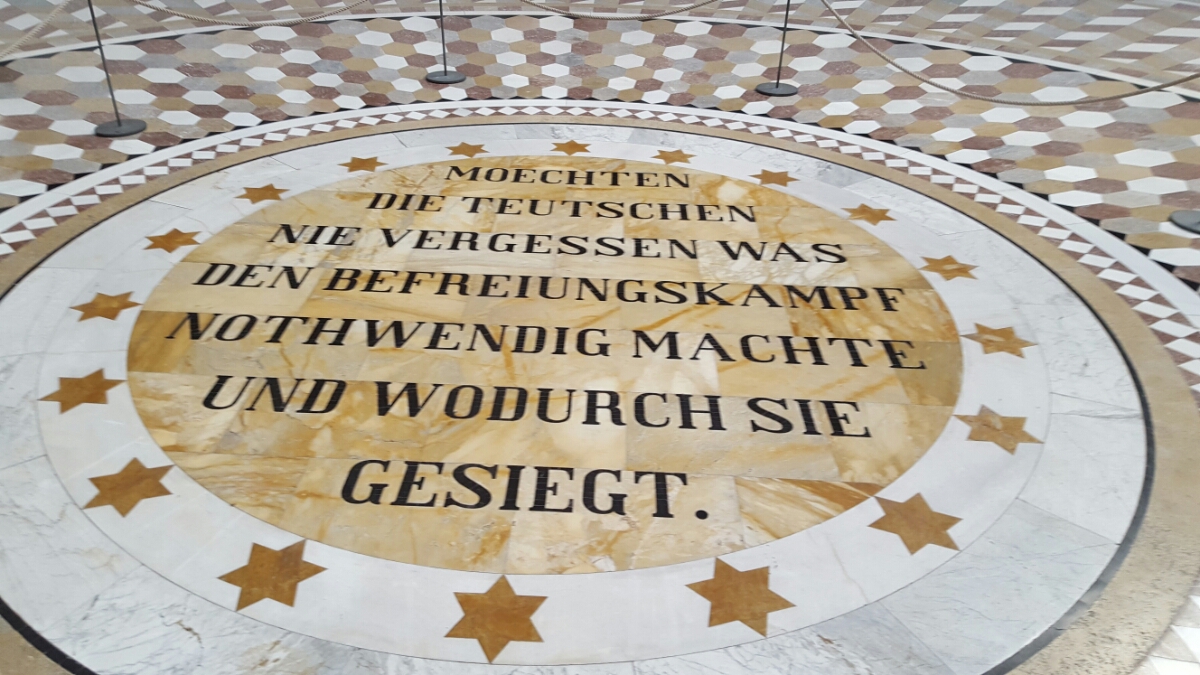 MOECHTEN
DIE TEUTSCHEN
NIE VERGESSEN WAS
DEN BEFREIUNGSKAMPF
NOTHWENDIG MACHTE
UND WODURCH SIE
GESIEGT.